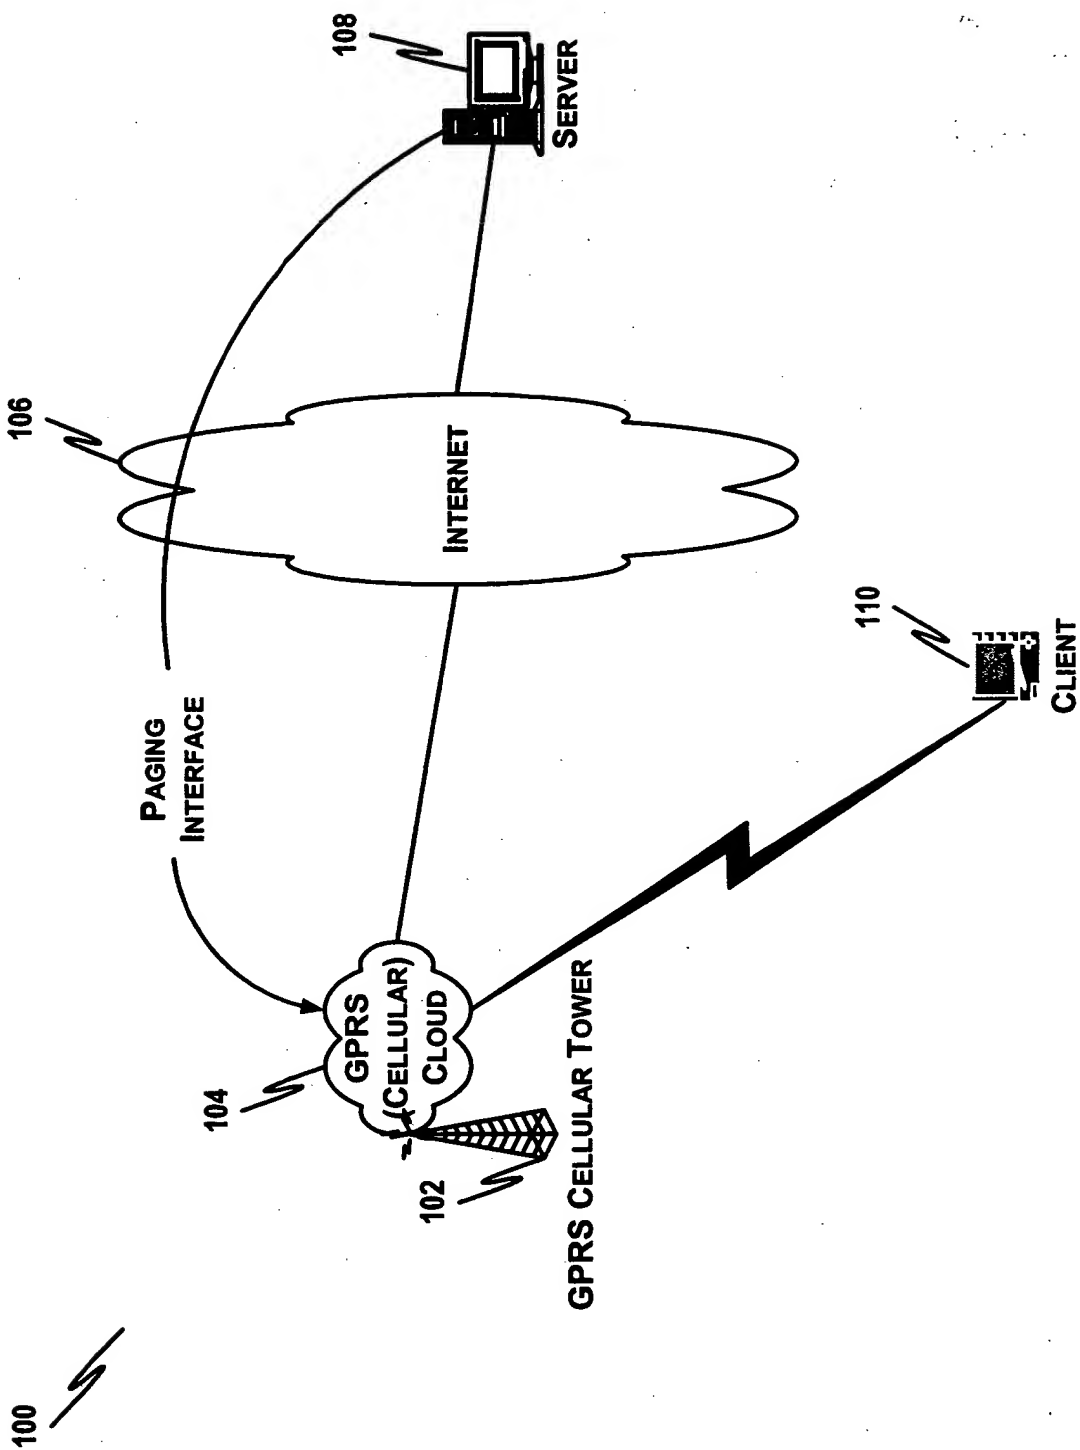 100
104
GPRS
(CELLULAR)
CLOUD
102
GPRS CELLULAR TOWER
PAGING
INTERFACE
106
INTERNET
110
CLIENT
108
SERVER